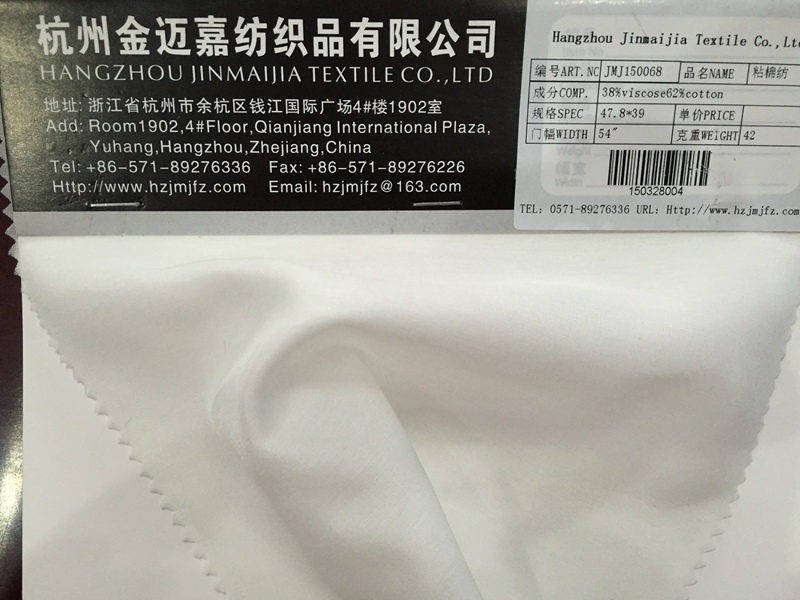 杭州金迈嘉纺织品有限公司
HANGZHOU JINMAIJIA TEXTILE CO.,LTD
地址: 浙江省杭州市余杭区钱江国际广场4#楼1902室
Add: Room1902,4#Floor,Qianjiang International Plaza,
Yuhang,Hangzhou,Zhejiang,China
Tel: +86-571-89276336 Fax: +86-571-89276226
Http://www.hzjmjfz.com Email: hzjmjfz@163.com
Hangzhou Jinmaijia Textile Co.,Ltd
编号ART.NO JMJ150068 品名NAME 粘棉纺
成分COMP. 38%viscose62%cotton
规格SPEC 47.8*39 单价PRICE
门幅WIDTH 54" 克重WEIGHT 42
150328004
TEL: 0571-89276336 URL: Http://www.hzjmjfz.com